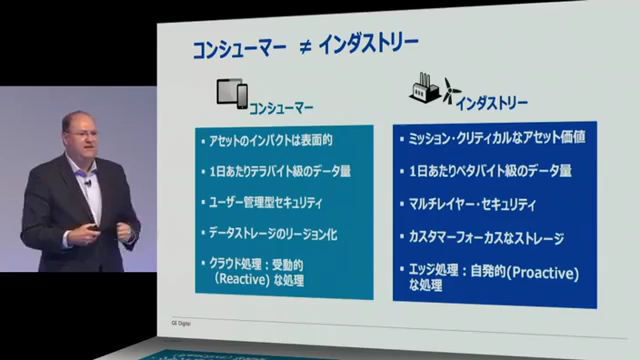 コンシューマー ≠ インダストリー
コンシューマー
インダストリー
▪ アセットのインパクトは表面的
▪ 1日あたりテラバイト級のデータ量
▪ ユーザー管理型セキュリティ
▪ データストレージのリージョン化
▪ クラウド処理：受動的
（Reactive）な処理
▪ ミッション・クリティカルなアセット価値
▪ 1日あたりペタバイト級のデータ量
▪ マルチレイヤー・セキュリティ
▪ カスタマーフォーカスなストレージ
▪ エッジ処理：自発的(Proactive)
な処理
GE Digital